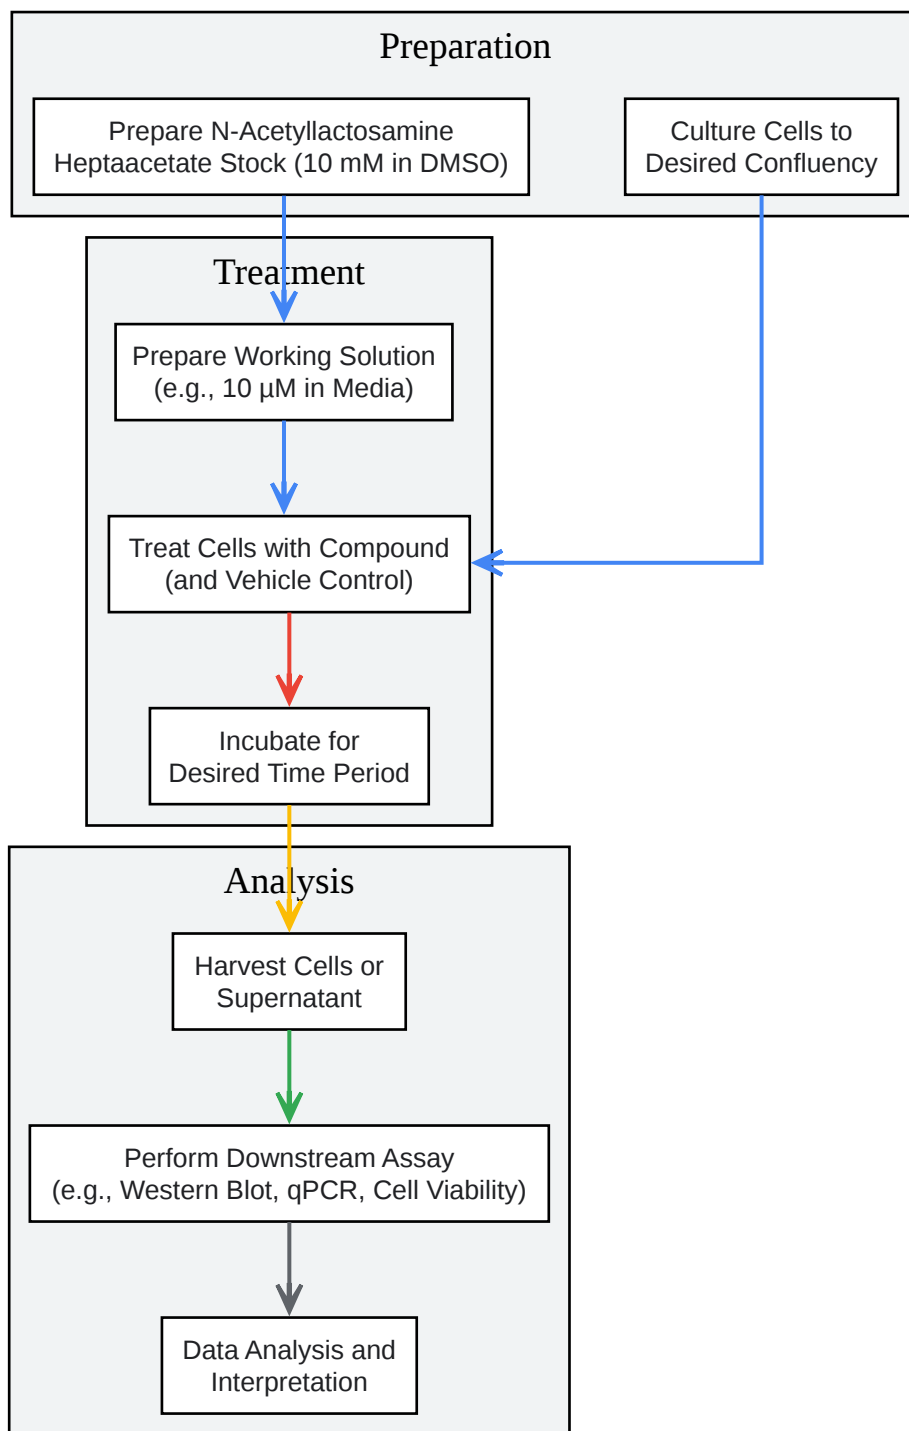 Preparation
Prepare N-Acetyllactosamine
Heptaacetate Stock (10 mM in DMSO)
Culture Cells to
Desired Confluency
Treatment
Prepare Working Solution
(e.g., 10 µM in Media)
Treat Cells with Compound
(and Vehicle Control)
Incubate for
Desired Time Period
Analysis
Harvest Cells or
Supernatant
Perform Downstream Assay
(e.g., Western Blot, qPCR, Cell Viability)
Data Analysis and
Interpretation